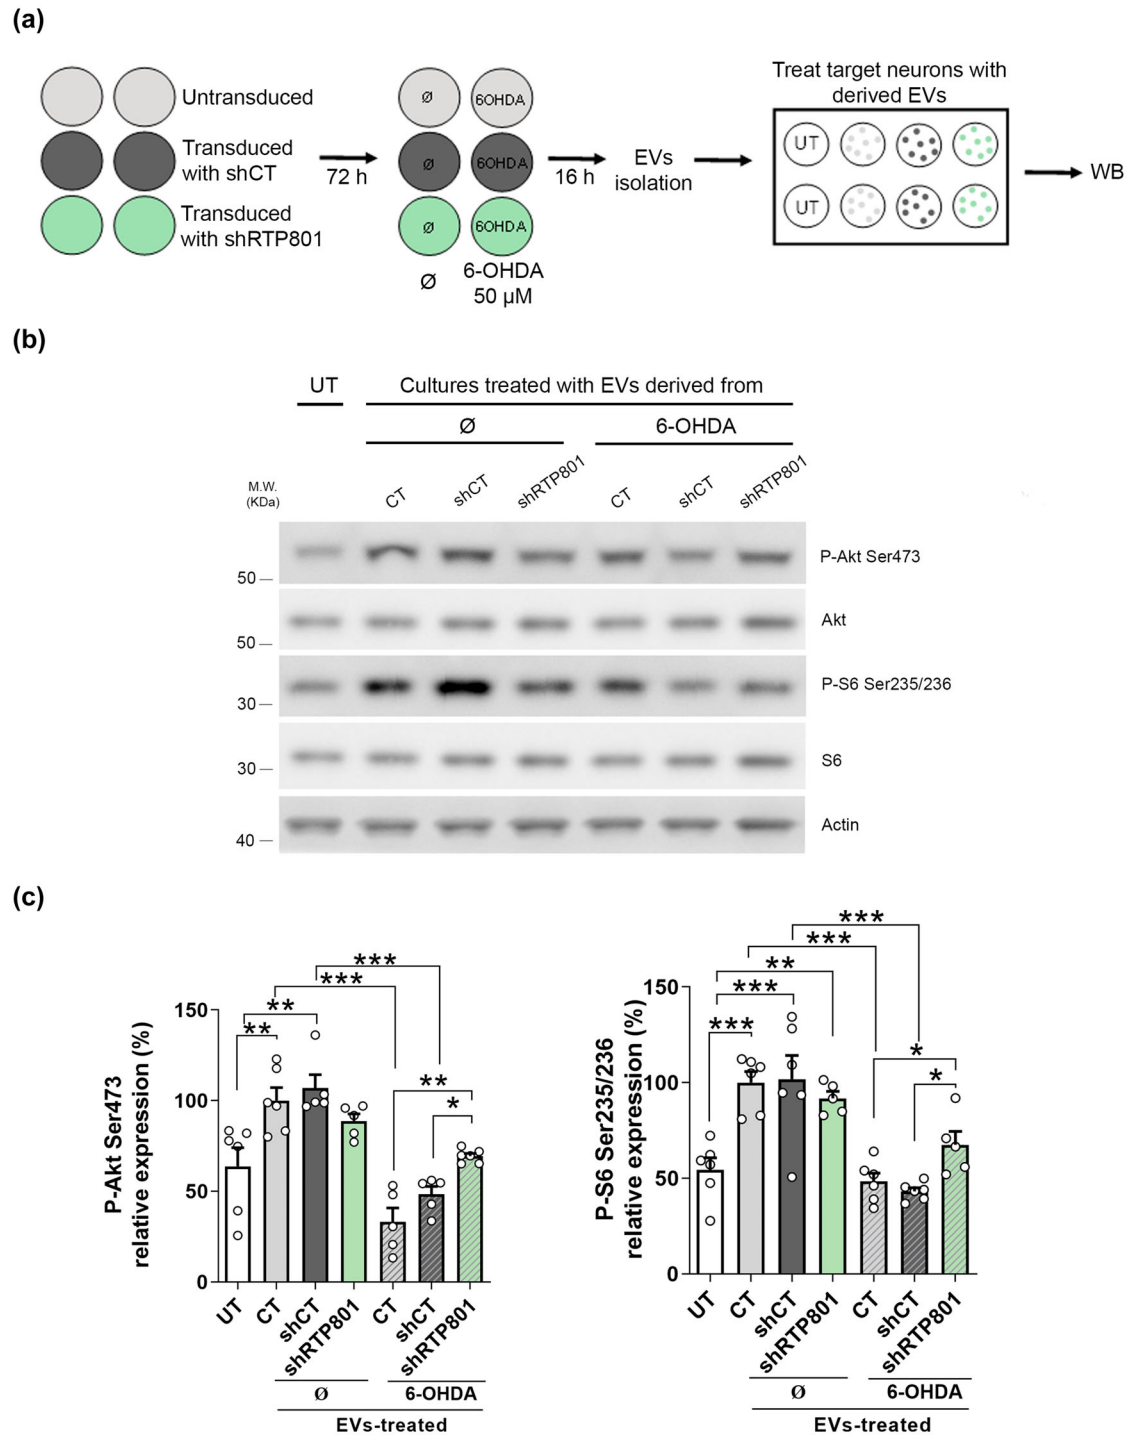 (a)
Untransduced
Transduced
with shCT
Transduced
with shRTP801
72 h
ø 6OHDA
ø 6OHDA
ø 6OHDA
Ø 6-OHDA
50 µM
16 h
EVs
isolation
Treat target neurons with
derived EVs
UT
UT
WB
(b)
UT Cultures treated with EVs derived from
Ø 6-OHDA
M.W.
(KDa)
CT shCT shRTP801 CT shCT shRTP801
50 P-Akt Ser473
50 Akt
30 P-S6 Ser235/236
30 S6
40 Actin
(c)
P-Akt Ser473
relative expression (%)
150
100
50
0
** ** *** *** ** *
UT CT shCT shRTP801 CT shCT shRTP801
Ø 6-OHDA
EVs-treated
P-S6 Ser235/236
relative expression (%)
150
100
50
0
*** *** ** *** *** * *
UT CT shCT shRTP801 CT shCT shRTP801
Ø 6-OHDA
EVs-treated